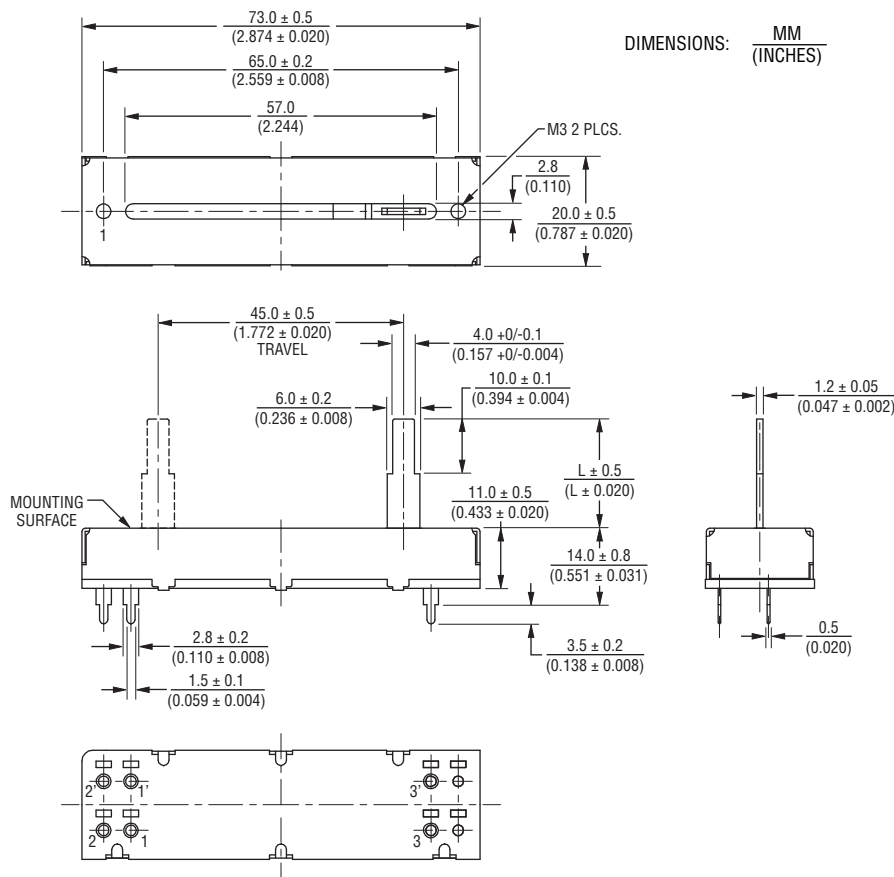 73.0 ± 0.5
(2.874 ± 0.020)
DIMENSIONS: MM
(INCHES)
65.0 ± 0.2
(2.559 ± 0.008)
57.0
(2.244)
M3 2 PLCS.
2.8
(0.110)
20.0 ± 0.5
(0.787 ± 0.020)
1
45.0 ± 0.5
(1.772 ± 0.020)
TRAVEL
4.0 +0/-0.1
(0.157 +0/-0.004)
10.0 ± 0.1
(0.394 ± 0.004)
6.0 ± 0.2
(0.236 ± 0.008)
1.2 ± 0.05
(0.047 ± 0.002)
L ± 0.5
(L ± 0.020)
11.0 ± 0.5
(0.433 ± 0.020)
MOUNTING
SURFACE
14.0 ± 0.8
(0.551 ± 0.031)
2.8 ± 0.2
(0.110 ± 0.008)
3.5 ± 0.2
(0.138 ± 0.008)
0.5
(0.020)
1.5 ± 0.1
(0.059 ± 0.004)
2' 1' 3'
2 1 3